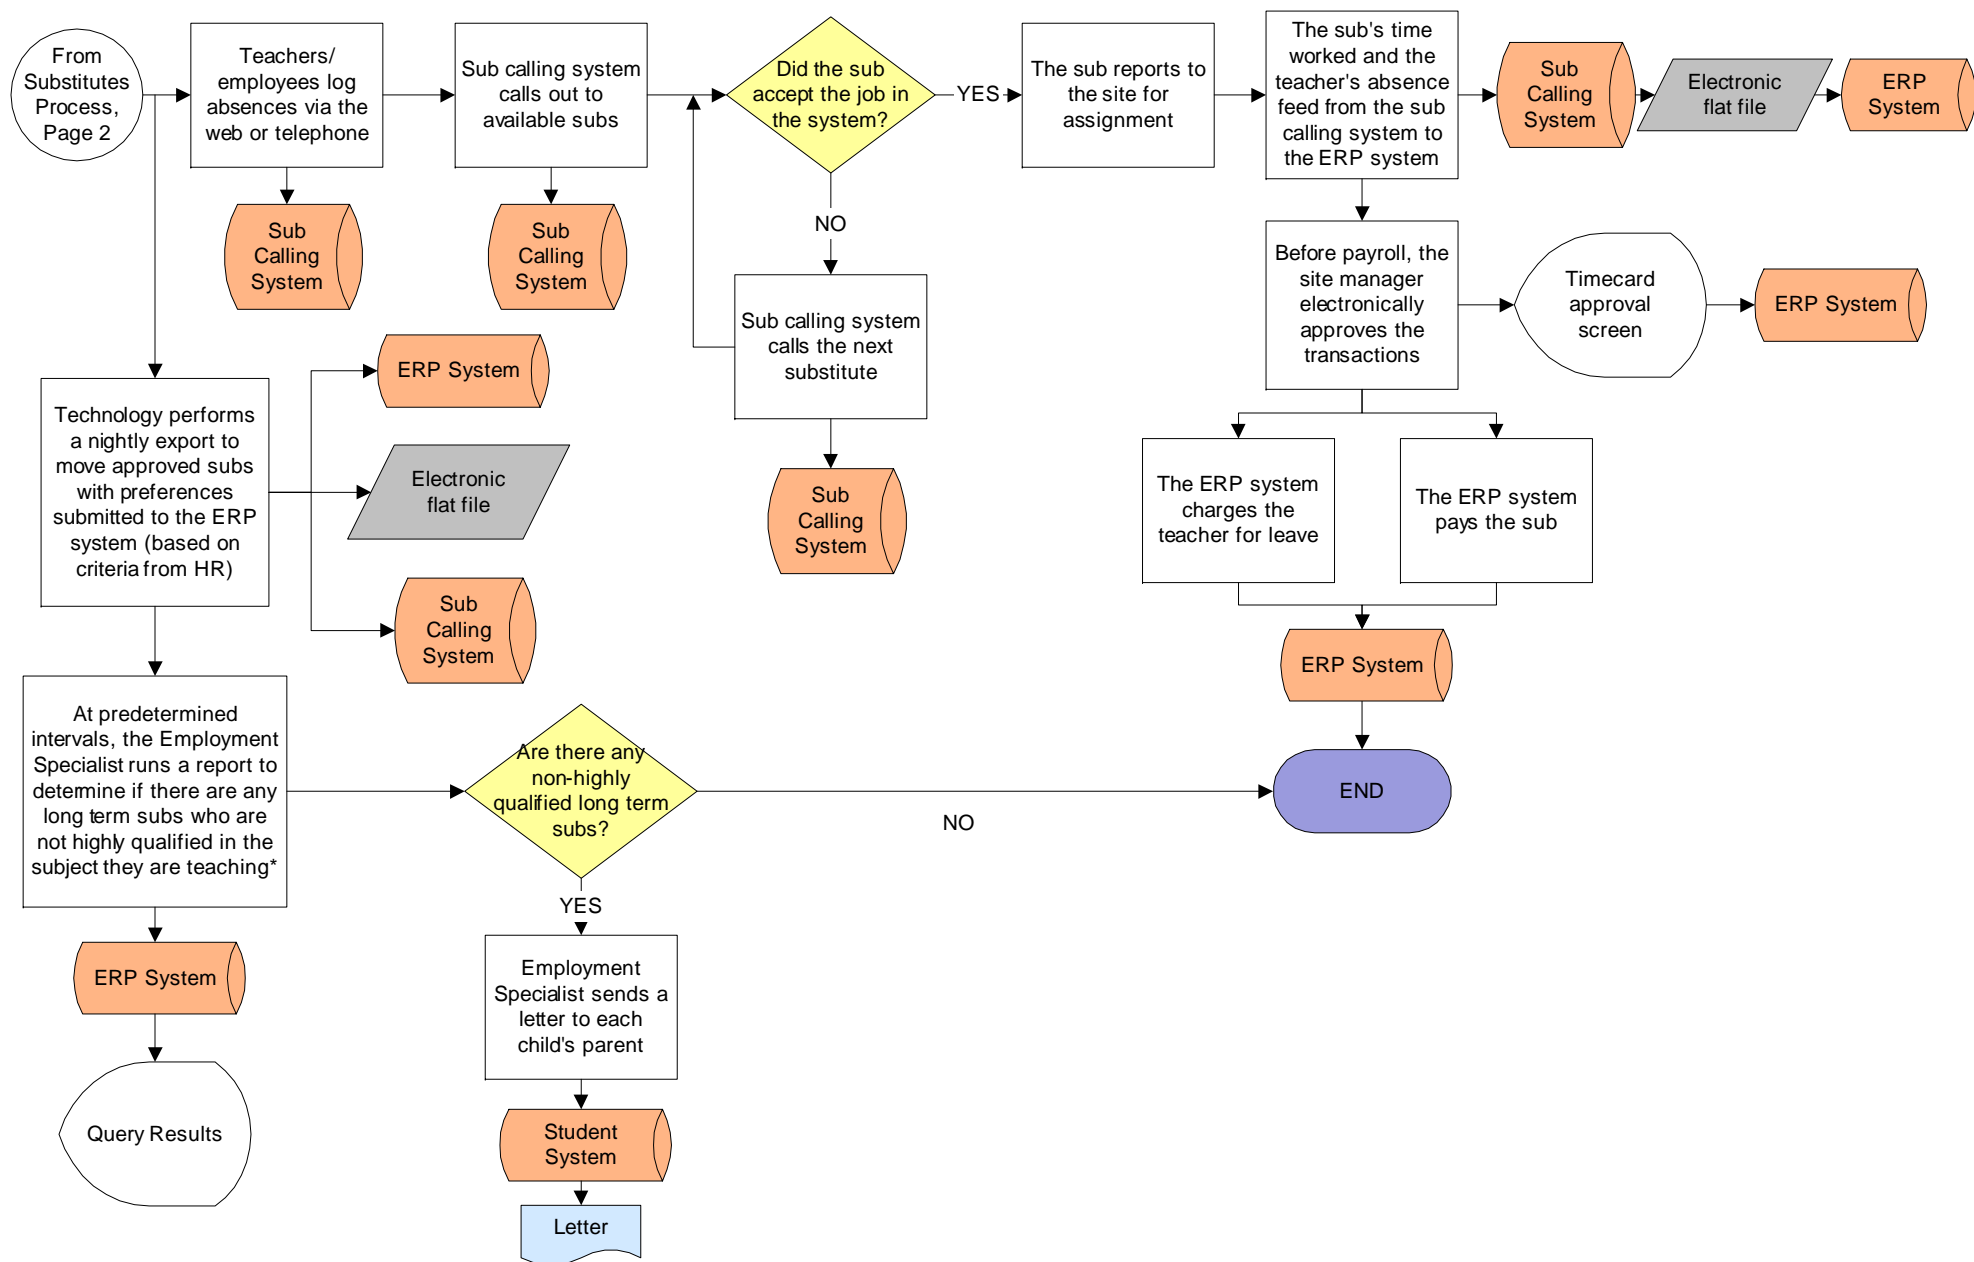 From
Substitutes
Process,
Page 2
Teachers/
employees log
absences via the
web or telephone
Sub calling system
calls out to
available subs
Did the sub
accept the job in
the system?
YES
The sub reports to
the site for
assignment
The sub's time
worked and the
teacher's absence
feed from the sub
calling system to
the ERP system
Sub
Calling
System
Electronic
flat file
ERP
System
Sub
Calling
System
Sub
Calling
System
NO
Sub calling system
calls the next
substitute
Before payroll, the
site manager
electronically
approves the
transactions
Timecard
approval
screen
ERP System
Technology performs
a nightly export to
move approved subs
with preferences
submitted to the ERP
system (based on
criteria from HR)
ERP System
Electronic
flat file
Sub
Calling
System
Sub
Calling
System
The ERP system
charges the
teacher for leave
The ERP system
pays the sub
ERP System
At predetermined
intervals, the Employment
Specialist runs a report to
determine if there are any
long term subs who are
not highly qualified in the
subject they are teaching*
Are there any
non-highly
qualified long term
subs?
NO
END
YES
ERP System
Query Results
Employment
Specialist sends a
letter to each
child's parent
Student
System
Letter